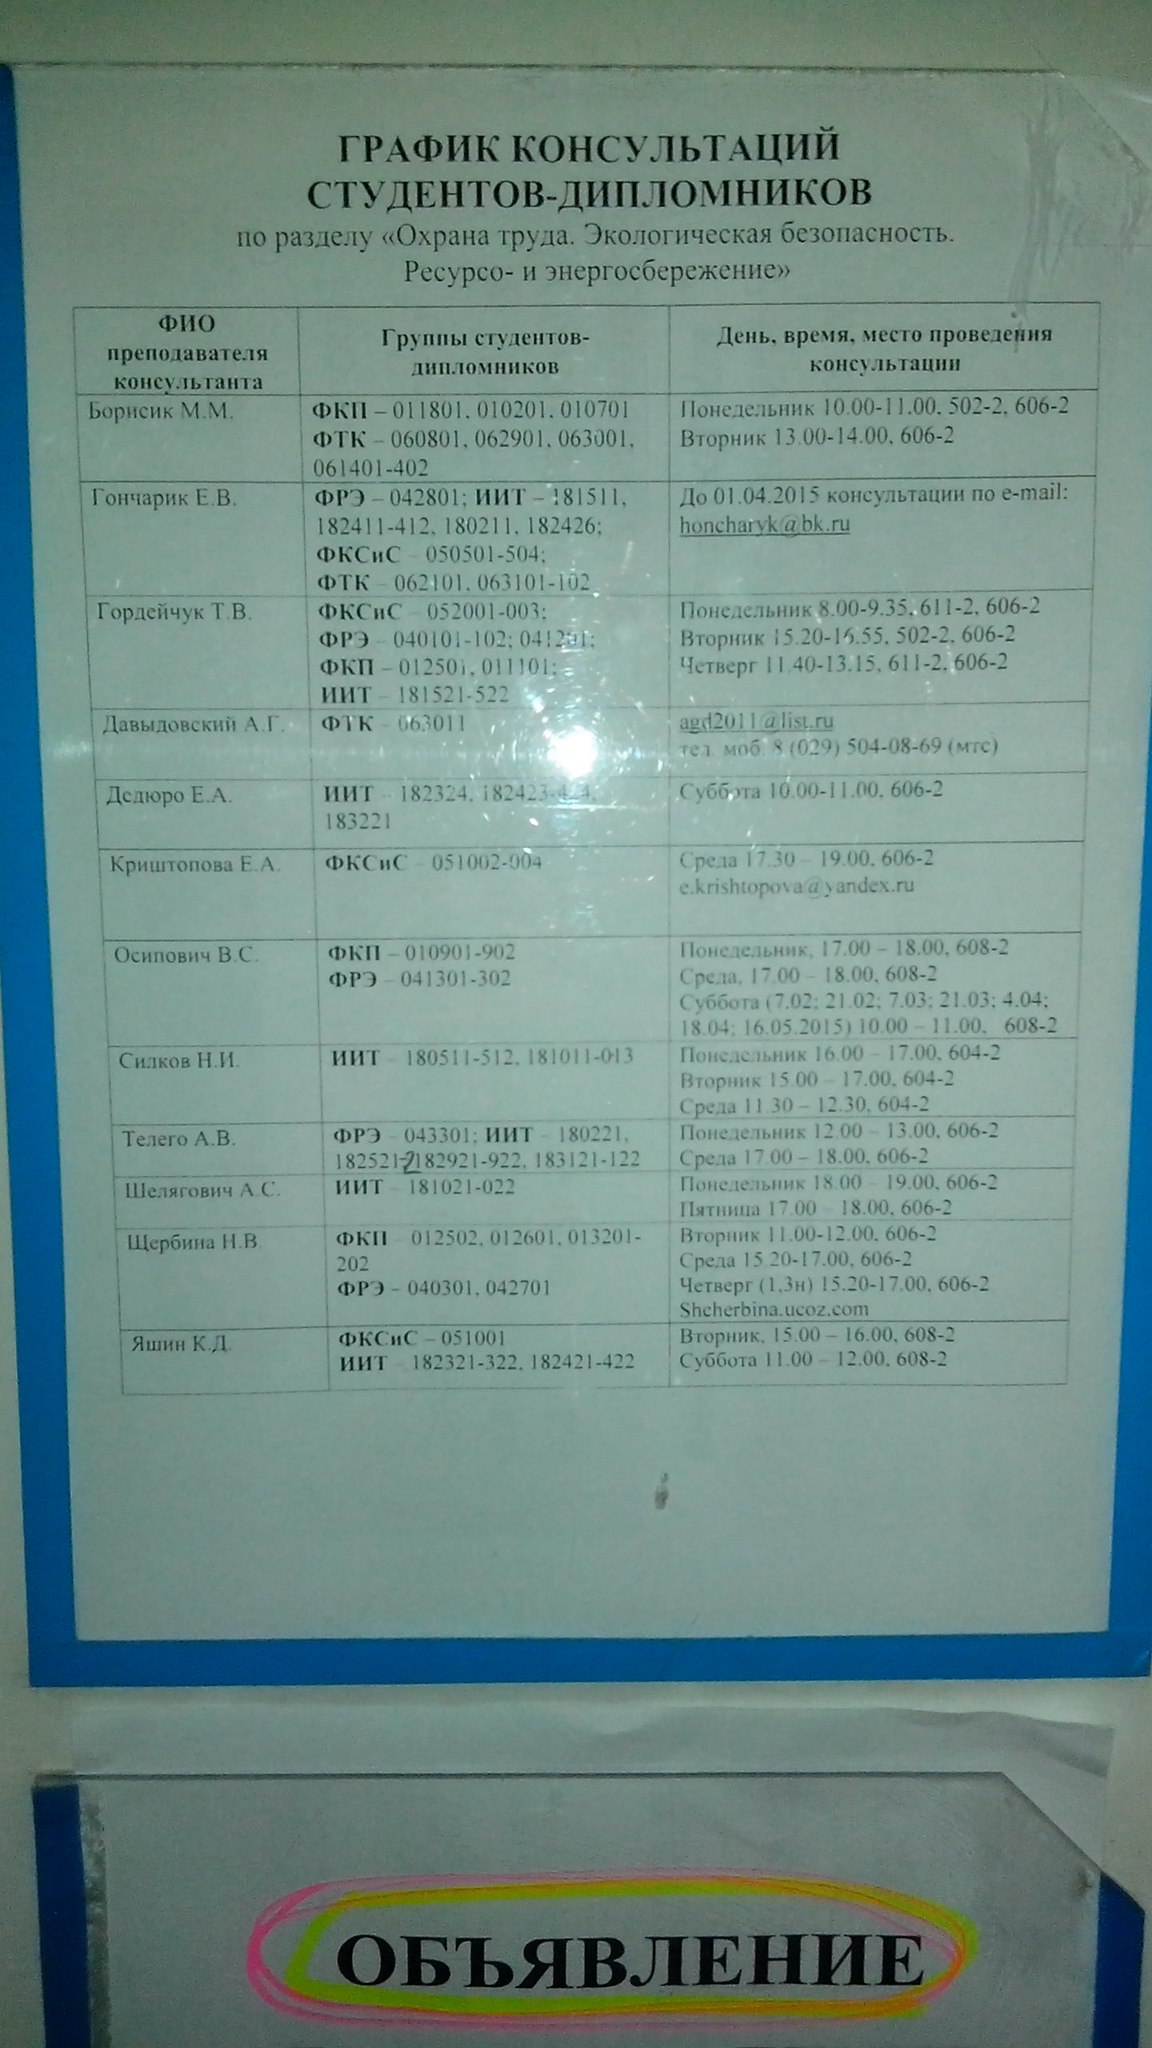 ГРАФИК КОНСУЛЬТАЦИЙ
СТУДЕНТОВ-ДИПЛОМНИКОВ
по разделу «Охрана труда. Экологическая безопасность.
Ресурсо- и энергосбережение»
ФИО
преподавателя
консультанта
Группы студентов-
дипломников
День, время, место проведения
консультации
Борисик М.М.
ФКП – 011801, 010201, 010701
ФТК – 060801, 062901, 063001,
061401-402
Понедельник 10.00-11.00, 502-2, 606-2
Вторник 13.00-14.00, 606-2
Гончарик Е.В.
ФРЭ – 042801; ИИТ – 181511,
182411-412, 180211, 182426;
ФКСиС – 050501-504;
ФТК – 062101, 063101-102
До 01.04.2015 консультации по e-mail:
honcharyk@bk.ru
Гордейчук Т.В.
ФКСиС – 052001-003;
ФРЭ – 040101-102; 041201;
ФКП – 012501, 011101;
ИИТ – 181521-522
Понедельник 8.00-9.35, 611-2, 606-2
Вторник 15.20-16.55, 502-2, 606-2
Четверг 11.40-13.15, 611-2, 606-2
Давыдовский А.Г.
ФТК – 063011
agd2011@list.ru
тел. моб. 8 (029) 504-08-69 (мтс)
Дедюро Е.А.
ИИТ – 182324, 182423-424,
183221
Суббота 10.00-11.00, 606-2
Криштопова Е.А.
ФКСиС – 051002-004
Среда 17.30 – 19.00, 606-2
e.krishtopova@yandex.ru
Осипович В.С.
ФКП – 010901-902
ФРЭ – 041301-302
Понедельник, 17.00 – 18.00, 608-2
Среда, 17.00 – 18.00, 608-2
Суббота (7.02; 21.02; 7.03; 21.03; 4.04;
18.04; 16.05.2015) 10.00 – 11.00, 608-2
Силков Н.И.
ИИТ – 180511-512, 181011-013
Понедельник 16.00 – 17.00, 604-2
Вторник 15.00 – 17.00, 604-2
Среда 11.30 – 12.30, 604-2
Телего А.В.
ФРЭ – 043301; ИИТ – 180221,
182521-2 182921-922, 183121-122
Понедельник 12.00 – 13.00, 606-2
Среда 17.00 – 18.00, 606-2
Шелягович А.С.
ИИТ – 181021-022
Понедельник 18.00 – 19.00, 606-2
Пятница 17.00 – 18.00, 606-2
Щербина Н.В.
ФКП – 012502, 012601, 013201-
202
ФРЭ – 040301, 042701
Вторник 11.00-12.00, 606-2
Среда 15.20-17.00, 606-2
Четверг (1,3н) 15.20-17.00, 606-2
Shcherbina.ucoz.com
Яшин К.Д.
ФКСиС – 051001
ИИТ – 182321-322, 182421-422
Вторник, 15.00 – 16.00, 608-2
Суббота 11.00 – 12.00, 608-2
ОБЪЯВЛЕНИЕ